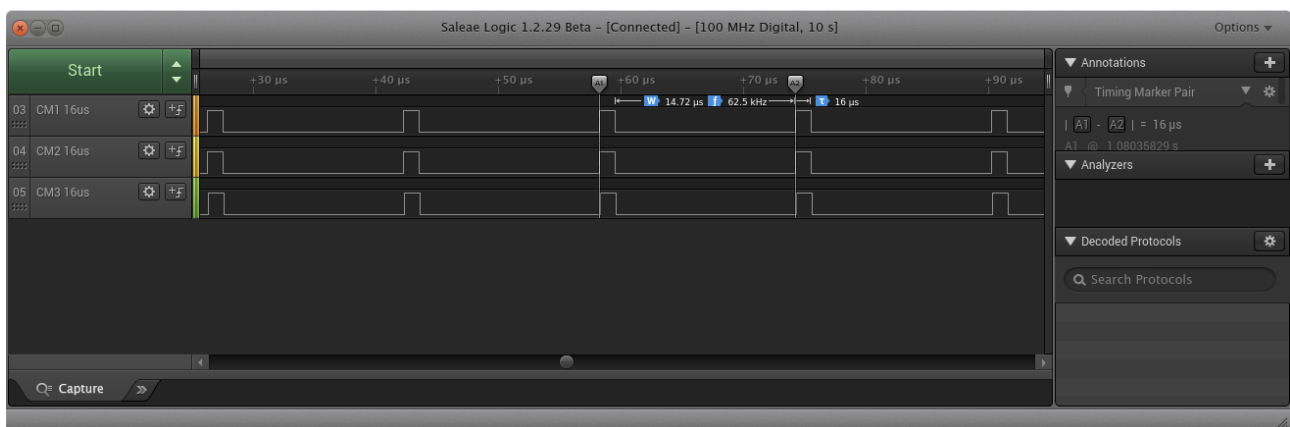 Saleae Logic 1.2.29 Beta – [Connected] – [100 MHz Digital, 10 s]
Options
Start
+30 µs +40 µs +50 µs +60 µs +70 µs +80 µs +90 µs
A1 A2
W 14.72 µs f 62.5 kHz T 16 µs
03 CM1 16us
04 CM2 16us
05 CM3 16us
Annotations
Timing Marker Pair
| A1 - A2 | = 16 µs
A1 @ 1.08035829 s
Analyzers
Decoded Protocols
Search Protocols
Capture